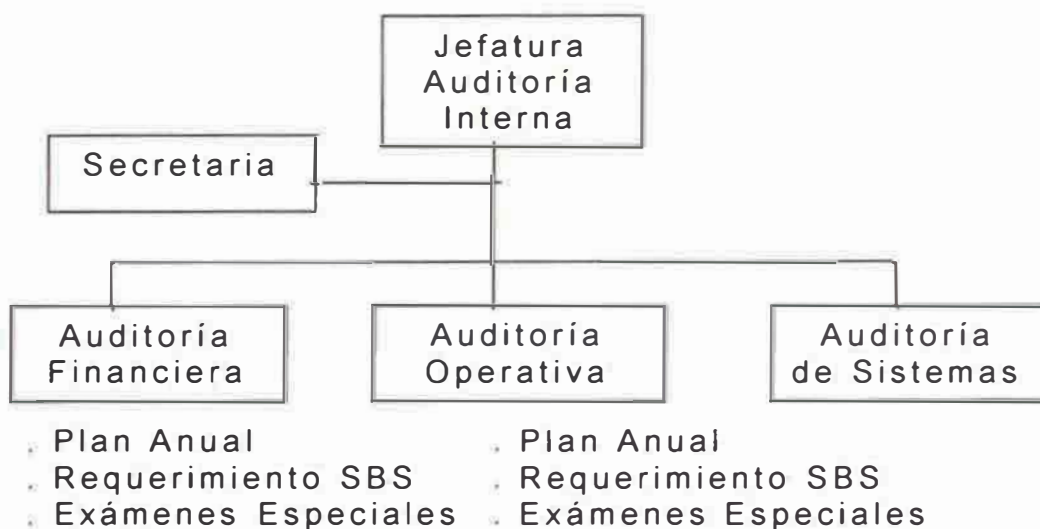 Jefatura
Auditoría
Interna
Secretaria
Auditoría
Financiera
Auditoría
Operativa
Auditoría
de Sistemas
. Plan Anual
. Requerimiento SBS
. Exámenes Especiales
. Plan Anual
. Requerimiento SBS
. Exámenes Especiales